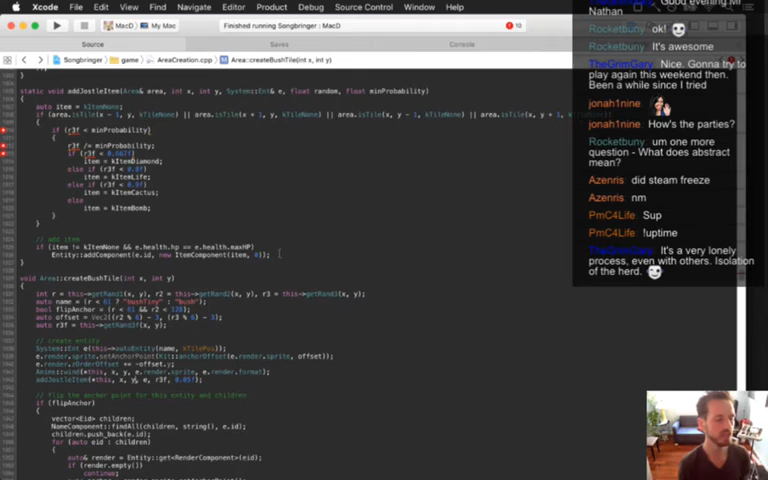 Xcode File Edit View Find Navigate Editor Product Debug Source Control Window Help
MacD My Mac
Finished running Songbringer : MacD
Source
Saves
Console
Songbringer game AreaCreation.cpp Area::createBushTile(int x, int y)
static void addJostleItem(Area& area, int x, int y, System::Ent& e, float random, float minProbability)
{
auto item = kItemNone;
if (area.isTile(x - 1, y, kTileNone) || area.isTile(x + 1, y, kTileNone) || area.isTile(x, y - 1, kTileNone) || area.isTile(x, y + 1,
{
if (r3f < minProbability)
{
r3f /= minProbability;
if (r3f < 0.667f)
item = kItemDiamond;
else if (r3f < 0.8f)
item = kItemLife;
else if (r3f < 0.9f)
item = kItemCactus;
else
item = kItemBomb;
}
}
// add item
if (item != kItemNone && e.health.hp == e.health.maxHP)
Entity::addComponent(e.id, new ItemComponent(item, 0));
}
void Area::createBushTile(int x, int y)
{
int r = this->getRand1(x, y), r2 = this->getRand2(x, y), r3 = this->getRand3(x, y);
auto name = (r < 61 ? "bushTiny" : "bush");
bool flipAnchor = (r < 61 && r2 < 128);
auto offset = Vec2((r2 % 6) - 3, (r3 % 6) - 3);
auto r3f = this->getRand3f(x, y);
// create entity
System::Ent e(this->autoEntity(name, XTilePos));
e.render.sprite.setAnchorPoint(Kit::anchorOffset(e.render.sprite, offset));
e.render.zOrderOffset += -offset.y;
Anims::wind(*this, x, y, e.render.sprite, e.render.format);
addJostleItem(*this, x, y, e, r3f, 0.05f);
// flip the anchor point for this entity and children
if (flipAnchor)
{
vector<Eid> children;
NameComponent::findAll(children, string(), e.id);
children.push_back(e.id);
for (auto eid : children)
{
auto& render = Entity::get<RenderComponent>(eid);
if (render.empty())
continue;
Nathan
Rocketbuny ok!
Rocketbuny: It's awesome
TheGrimGary: Nice. Gonna try to
play again this weekend then.
Been a while since I tried
jonah1nine
jonah1nine: How's the parties?
Rocketbuny: um one more
question - What does abstract
mean?
Azenris: did steam freeze
Azenris: nm
PmC4Life: Sup
PmC4Life: !uptime
TheGrimGary: It's a very lonely
process, even with others. Isolation
of the herd.